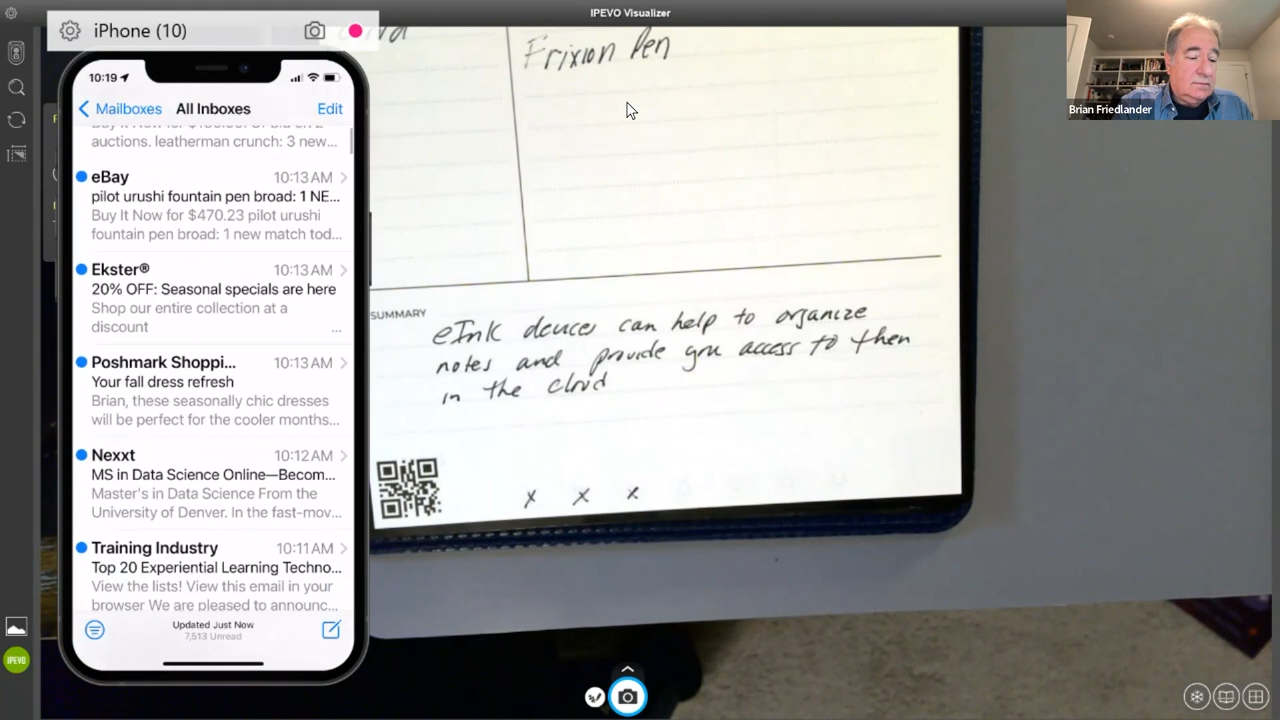 IPEVO Visualizer
iPhone (10)
10:19
Mailboxes
All Inboxes
Edit
auctions. leatherman crunch: 3 new...
eBay
10:13 AM
pilot urushi fountain pen broad: 1 NE...
Buy It Now for $470.23 pilot urushi
fountain pen broad: 1 new match tod...
Ekster®
10:13 AM
20% OFF: Seasonal specials are here
Shop our entire collection at a
discount
...
Poshmark Shoppi...
10:13 AM
Your fall dress refresh
Brian, these seasonally chic dresses
will be perfect for the cooler months...
Nexxt
10:12 AM
MS in Data Science Online—Becom...
Master's in Data Science From the
University of Denver. In the fast-mov...
Training Industry
10:11 AM
Top 20 Experiential Learning Techno...
View the lists! View this email in your
browser We are pleased to announc...
Updated Just Now
7,513 Unread
Frixion Pen
SUMMARY
eInk devices can help to organize
notes and provide you access to then
in the cloud
x x x
Brian Friedlander
IPEVO